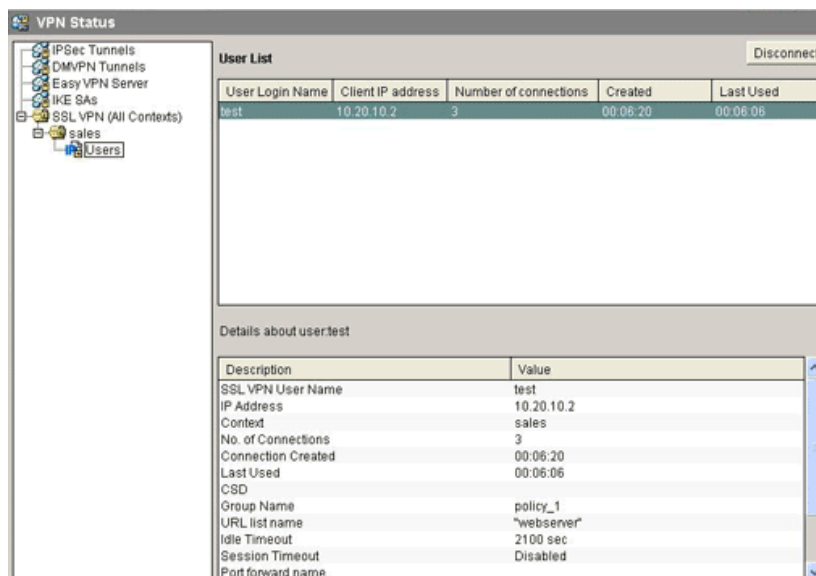 VPN Status
IPSec Tunnels
DMVPN Tunnels
Easy VPN Server
IKE SAs
SSL VPN (All Contexts)
sales
Users
User List
Disconnect
User Login Name Client IP address Number of connections Created Last Used
test 10.20.10.2 3 00:06:20 00:06:06
Details about user:test
Description Value
SSL VPN User Name test
IP Address 10.20.10.2
Context sales
No. of Connections 3
Connection Created 00:06:20
Last Used 00:06:06
CSD
Group Name policy_1
URL list name "webserver"
Idle Timeout 2100 sec
Session Timeout Disabled
Port forward name